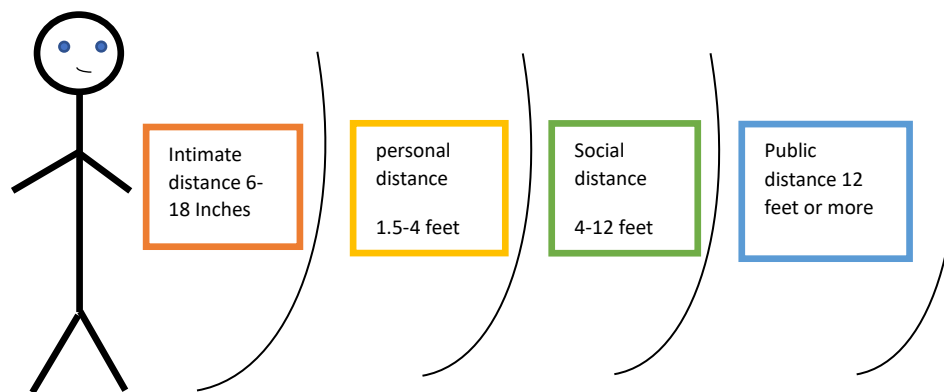 Intimate
distance 6-
18 Inches
personal
distance
1.5-4 feet
Social
distance
4-12 feet
Public
distance 12
feet or more